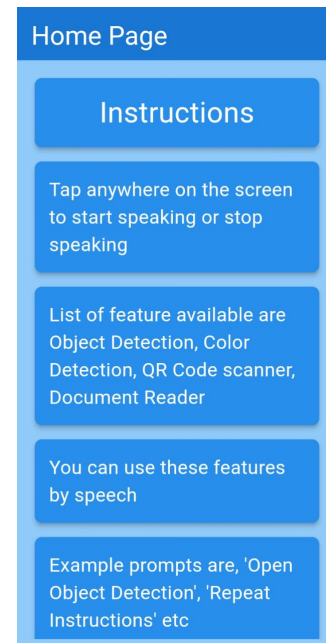 Home Page
Instructions
Tap anywhere on the screen
to start speaking or stop
speaking
List of feature available are
Object Detection, Color
Detection, QR Code scanner,
Document Reader
You can use these features
by speech
Example prompts are, 'Open
Object Detection', 'Repeat
Instructions' etc